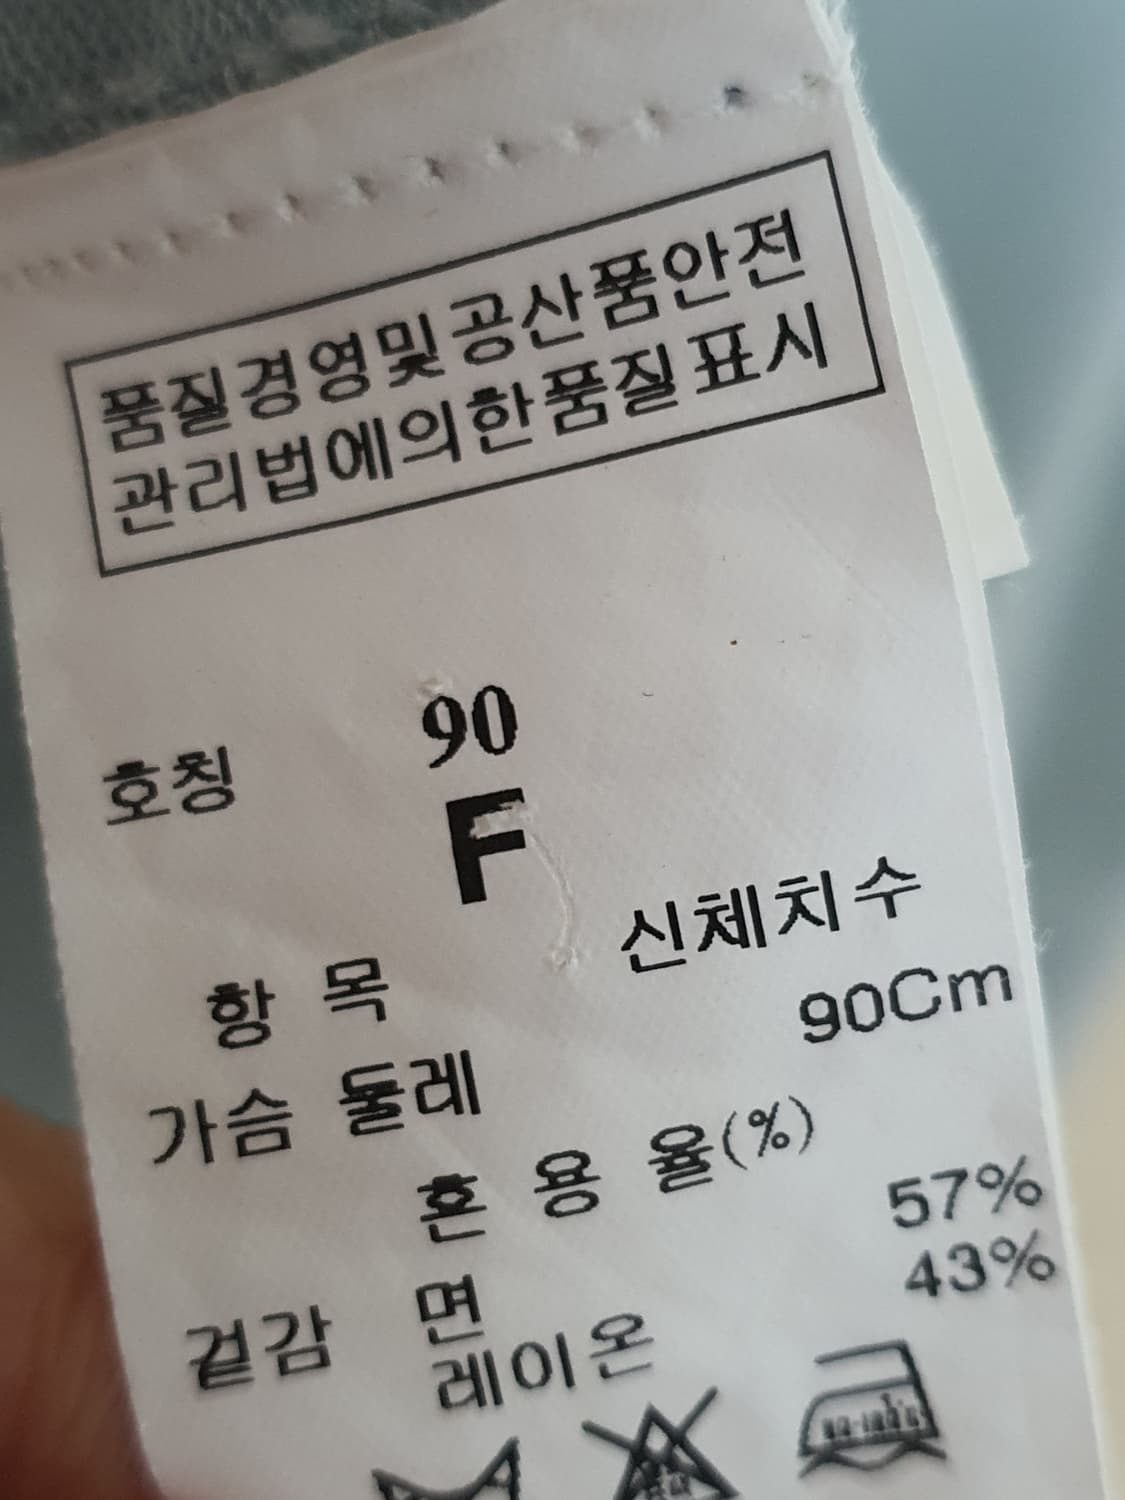 품질경영및공산품안전
관리법에의한품질표시
호칭 90
F
항 목 신체치수
가슴 둘레 90Cm
혼 용 율(%)
겉감 면 57%
레이온 43%